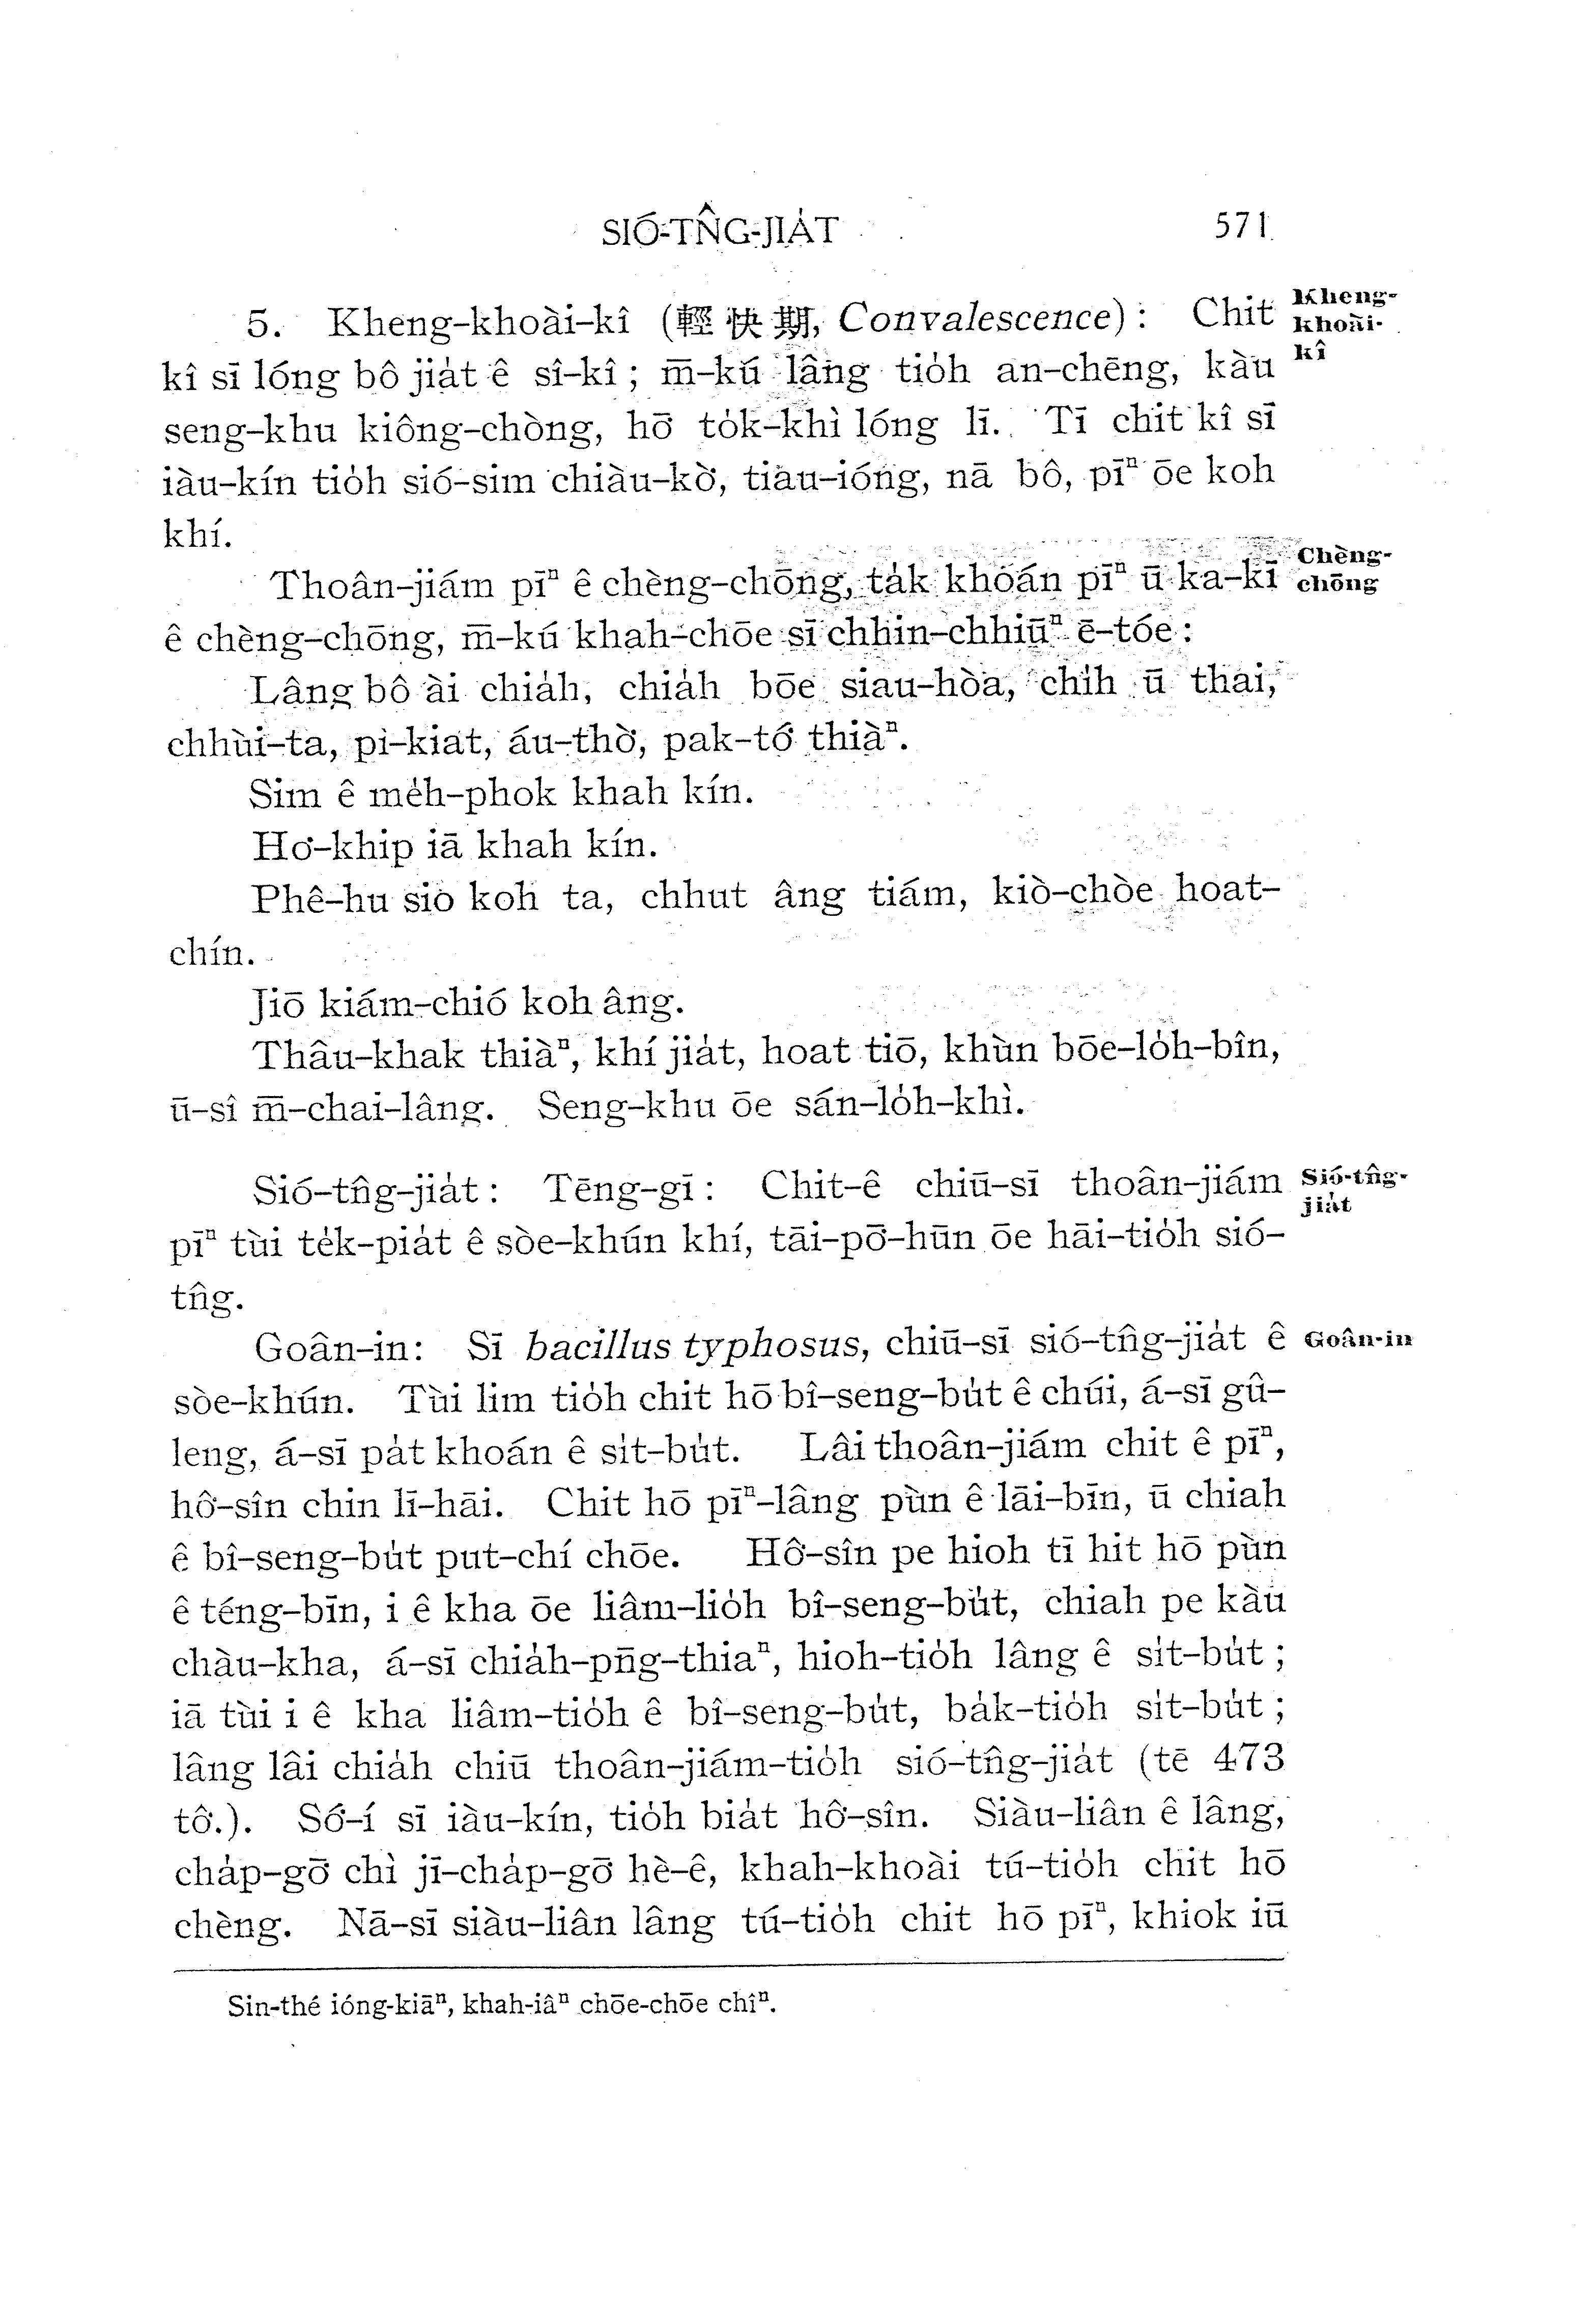 SIÓ-TN̂G-JIA̍T 571
5. Kheng-khoài-kî (輕快期, Convalescence): Chit
kî sī lóng bô jia̍t ê sî-kî; m̄-kú lâng tio̍h an-chēng, kàu
seng-khu kiông-chòng, hō͘ to̍k-khì lóng lī. Tī chit kî sī
iàu-kín tio̍h sió-sim chiàu-kò͘, tiàu-ióng, nā bô, pīⁿ ōe koh
khí.
Kheng-
khoài-
kî
Thoân-jiám pīⁿ ê chèng-chōng, ta̍k khoán pīⁿ ū ka-kī
ê chèng-chōng, m̄-kú khah-chōe sī chhin-chhiūⁿ ē-tóe:
Chèng-
chōng
Lâng bô ài chia̍h, chia̍h bōe siau-hòa, chi̍h ū thai,
chhùi-ta, pì-kiat, áu-thò͘, pak-tó͘ thiàⁿ.
Sim ê me̍h-phok khah kín.
Ho͘-khip iā khah kín.
Phê-hu sio koh ta, chhut âng tiám, kiò-chòe hoat-
chín.
Jiō kiám-chió koh âng.
Thâu-khak thiàⁿ, khí jia̍t, hoat tiō, khùn bōe-lo̍h-bîn,
ū-sî m̄-chai-lâng. Seng-khu ōe sán-lo̍h-khì.
Sió-tn̂g-jia̍t: Tēng-gī: Chit-ê chiū-sī thoân-jiám
pīⁿ tùi te̍k-pia̍t ê sòe-khún khí, tāi-pō͘-hūn ōe hāi-tio̍h sió-
tn̂g.
Sió-tn̂g-
jia̍t
Goân-in: Sī bacillus typhosus, chiū-sī sió-tn̂g-jia̍t ê
sòe-khún. Tùi lim tio̍h chit hō bî-seng-bu̍t ê chúi, á-sī gû-
leng, á-sī pa̍t khoán ê si̍t-bu̍t. Lâi thoân-jiám chit ê pīⁿ,
hô͘-sîn chin lī-hāi. Chit hō pīⁿ-lâng pùn ê lāi-bīn, ū chiah
ê bî-seng-bu̍t put-chí chōe. Hô͘-sîn pe hioh tī hit hō pùn
ê téng-bīn, i ê kha ōe liâm-lio̍h bî-seng-bu̍t, chiah pe kàu
chàu-kha, á-sī chia̍h-pn̄g-thiaⁿ, hioh-tio̍h lâng ê si̍t-bu̍t;
iā tùi i ê kha liâm-tio̍h ê bî-seng-bu̍t, ba̍k-tio̍h si̍t-bu̍t;
lâng lâi chia̍h chiū thoân-jiám-tio̍h sió-tn̂g-jia̍t (tē 473
tô͘.). Só͘-í sī iàu-kín, tio̍h bia̍t hô͘-sîn. Siàu-liân ê lâng,
cha̍p-gō͘ chì jī-cha̍p-gō͘ hè-ê, khah-khoài tú-tio̍h chit hō
chèng. Nā-sī siàu-liân lâng tú-tio̍h chit hō pīⁿ, khiok iū
Goân-in
Sin-thé ióng-kiāⁿ, khah-iâⁿ chōe-chōe chîⁿ.